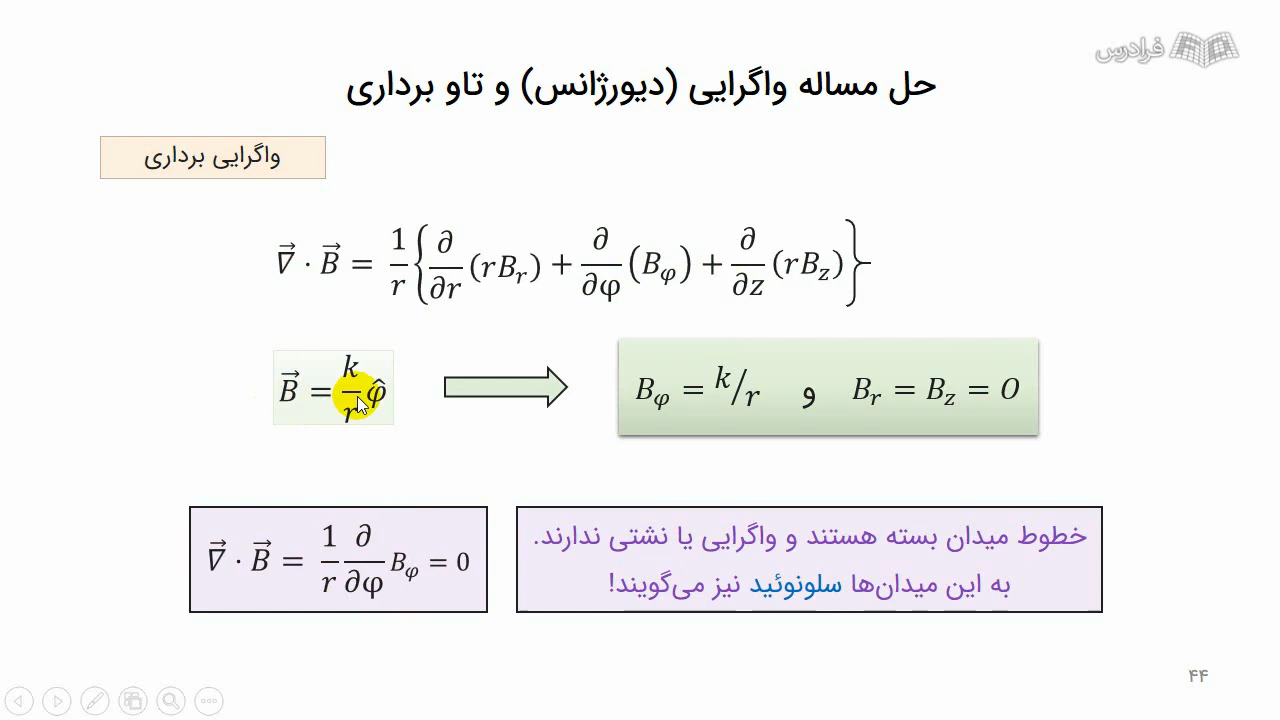 فرادرس
حل مساله واگرایی (دیورژانس) و تاو برداری
واگرایی برداری
∇⃗ · B⃗ = 1/r {∂/∂r (rB_r) + ∂/∂φ (B_φ) + ∂/∂z (rB_z)}
B⃗ = k/r φ̂
B_φ = k/r و B_r = B_z = O
∇⃗ · B⃗ = 1/r ∂/∂φ B_φ = 0
خطوط میدان بسته هستند و واگرایی یا نشتی ندارند.
به این میدان‌ها سلونوئید نیز می‌گویند!
۴۴